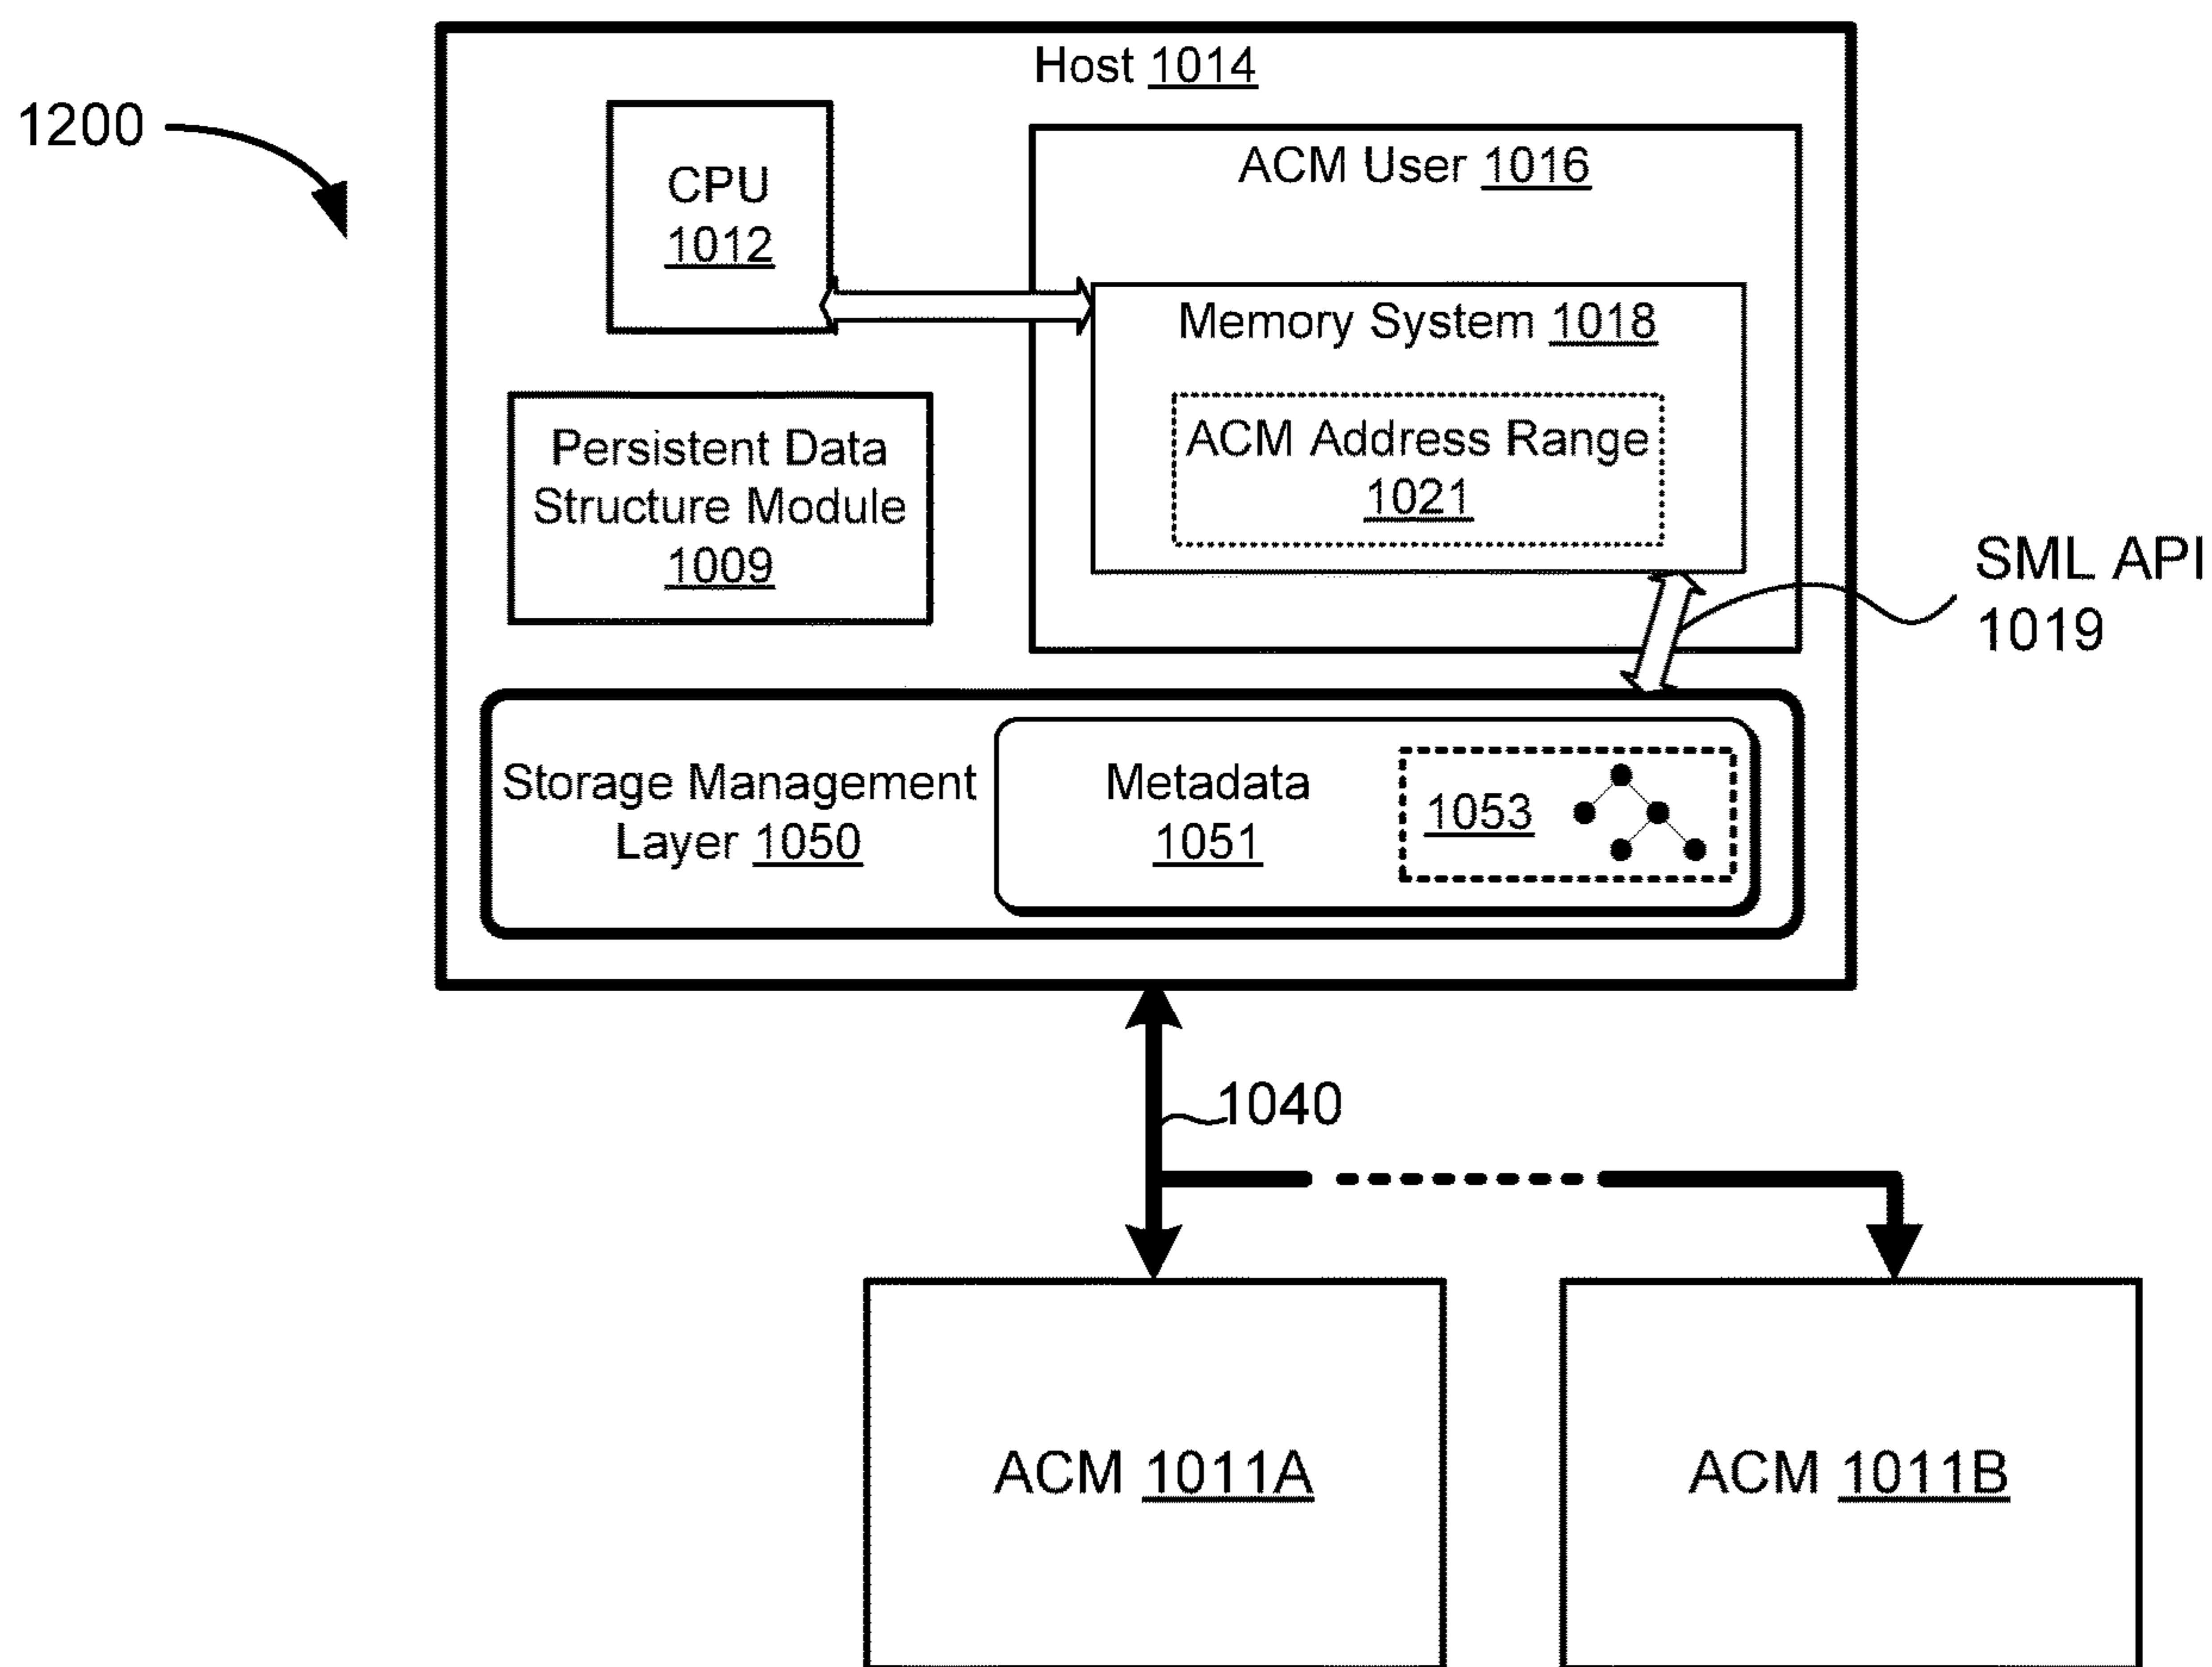 1200
Host 1014
CPU
1012
ACM User 1016
Memory System 1018
ACM Address Range
1021
Persistent Data
Structure Module
1009
SML API
1019
Storage Management
Layer 1050
Metadata
1051
1053
1040
ACM 1011A
ACM 1011B